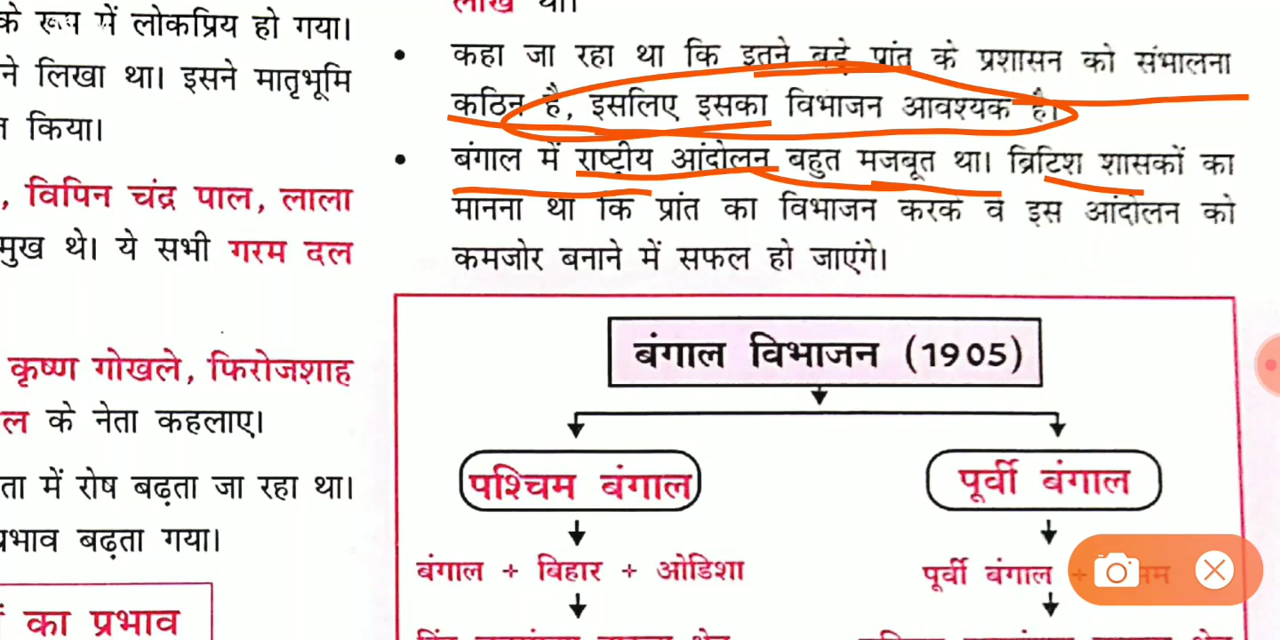 के रूप में लोकप्रिय हो गया।
ने लिखा था। इसने मातृभूमि
किया।
, विपिन चंद्र पाल, लाला
मुख थे। ये सभी गरम दल
कृष्ण गोखले, फिरोजशाह
ल के नेता कहलाए।
ता में रोष बढ़ता जा रहा था।
प्रभाव बढ़ता गया।
का प्रभाव
लाख था।
• कहा जा रहा था कि इतने बड़े प्रांत के प्रशासन को संभालना
कठिन है, इसलिए इसका विभाजन आवश्यक है।
• बंगाल में राष्ट्रीय आंदोलन बहुत मजबूत था। ब्रिटिश शासकों का
मानना था कि प्रांत का विभाजन करके वे इस आंदोलन को
कमजोर बनाने में सफल हो जाएंगे।
बंगाल विभाजन (1905)
पश्चिम बंगाल
पूर्वी बंगाल
बंगाल + बिहार + ओडिशा
पूर्वी बंगाल +